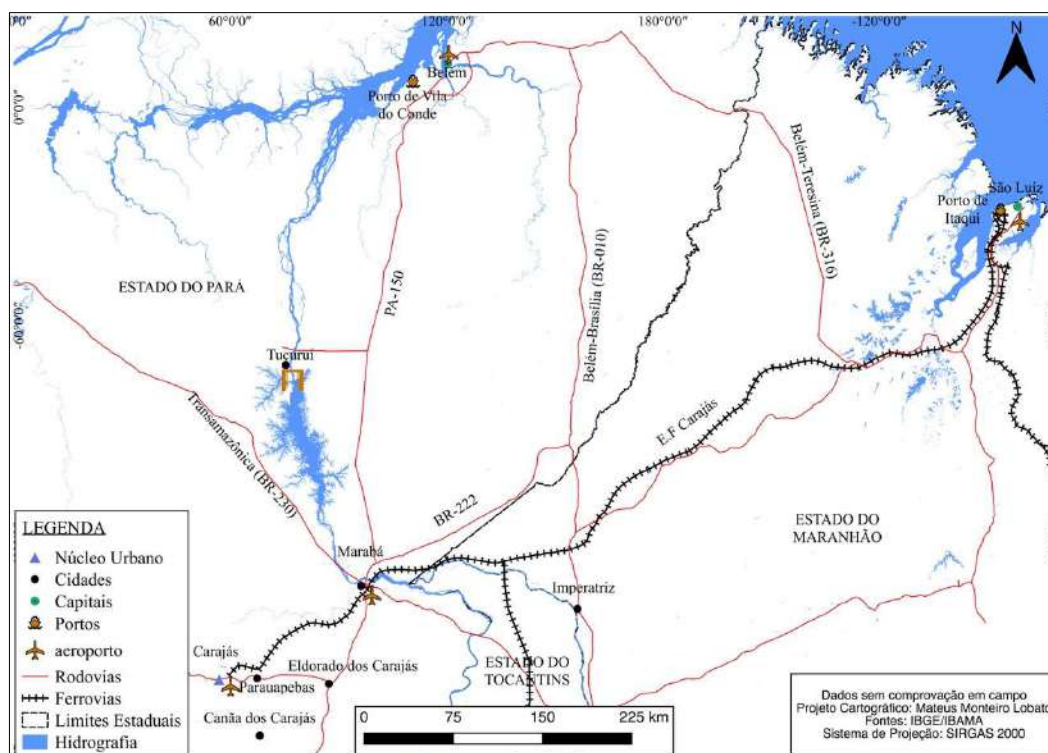 60°0'0"
120°0'0"
180°0'0"
-120°0'0"
N
0°0'0"
-60°0'0"
Belém
Porto de Vila
do Conde
São Luiz
Porto de
Itaqui
ESTADO DO PARÁ
PA-150
Belém-Brasília (BR-010)
Belém-Teresina (BR-316)
Tucuruí
Transamazônica (BR-230)
E.F Carajás
BR-222
ESTADO DO
MARANHÃO
Marabá
Imperatriz
Carajás
Eldorado dos Carajás
Parauapebas
ESTADO DO
TOCANTINS
Canãa dos Carajás
LEGENDA
Núcleo Urbano
Cidades
Capitais
Portos
aeroporto
Rodovias
Ferrovias
Limites Estaduais
Hidrografia
0 75 150 225 km
Dados sem comprovação em campo
Projeto Cartográfico: Mateus Monteiro Lobato
Fontes: IBGE/IBAMA
Sistema de Projeção: SIRGAS 2000